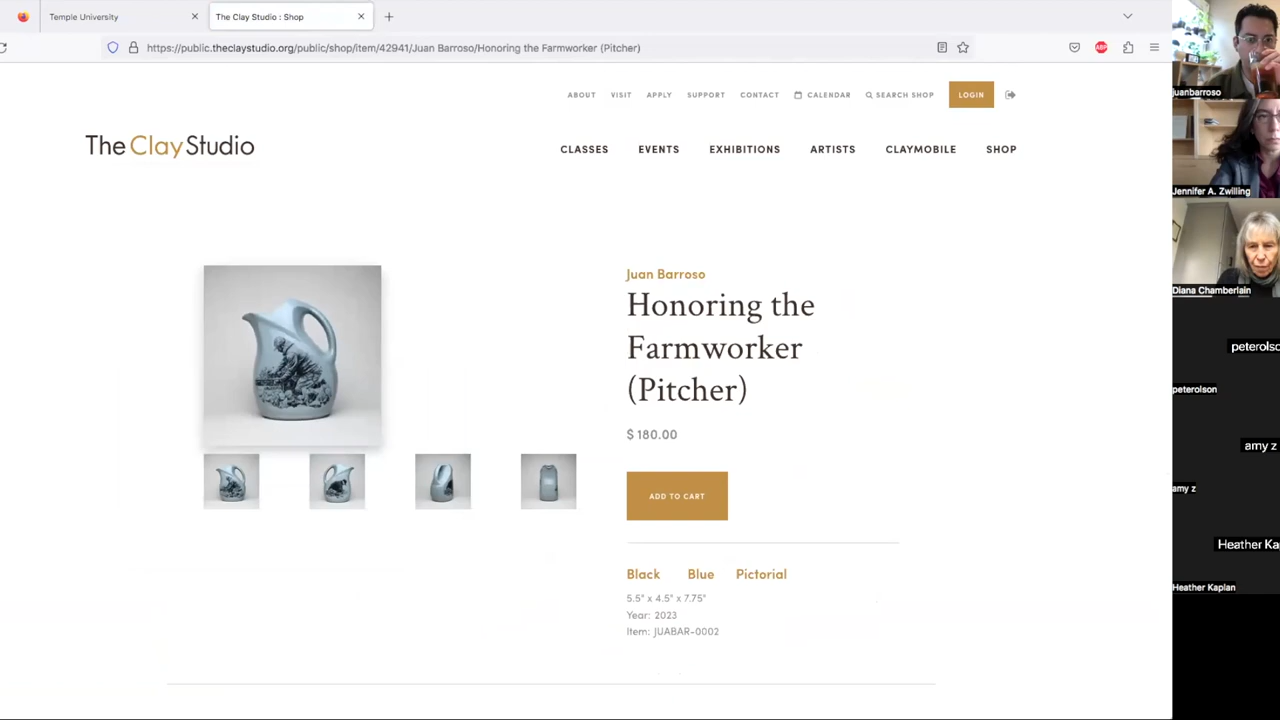 Temple University
The Clay Studio : Shop
https://public.theclaystudio.org/public/shop/item/42941/Juan Barroso/Honoring the Farmworker (Pitcher)
ABP
ABOUT VISIT APPLY SUPPORT CONTACT CALENDAR SEARCH SHOP LOGIN
The Clay Studio
CLASSES EVENTS EXHIBITIONS ARTISTS CLAYMOBILE SHOP
Juan Barroso
Honoring the
Farmworker
(Pitcher)
$ 180.00
ADD TO CART
Black Blue Pictorial
5.5" x 4.5" x 7.75"
Year: 2023
Item: JUABAR-0002
juanbarroso
Jennifer A. Zwilling
Diana Chamberlain
peterolso
peterolson
amy z
amy z
Heather Ka
Heather Kaplan